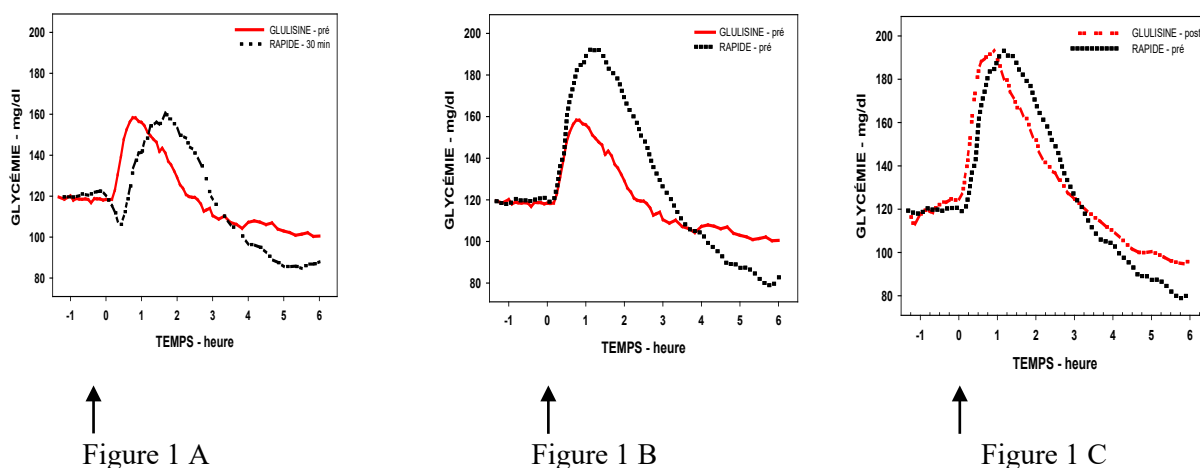 GLYCÉMIE - mg/dl
200
180
160
140
120
100
80
GLULISINE - pré
RAPIDE - 30 min
-1 0 1 2 3 4 5 6
TEMPS - heure
Figure 1 A
GLYCÉMIE - mg/dl
200
180
160
140
120
100
80
GLULISINE - pré
RAPIDE - pré
-1 0 1 2 3 4 5 6
TEMPS - heure
Figure 1 B
GLYCÉMIE - mg/dl
200
180
160
140
120
100
80
GLULISINE - post
RAPIDE - pré
-1 0 1 2 3 4 5 6
TEMPS - heure
Figure 1 C